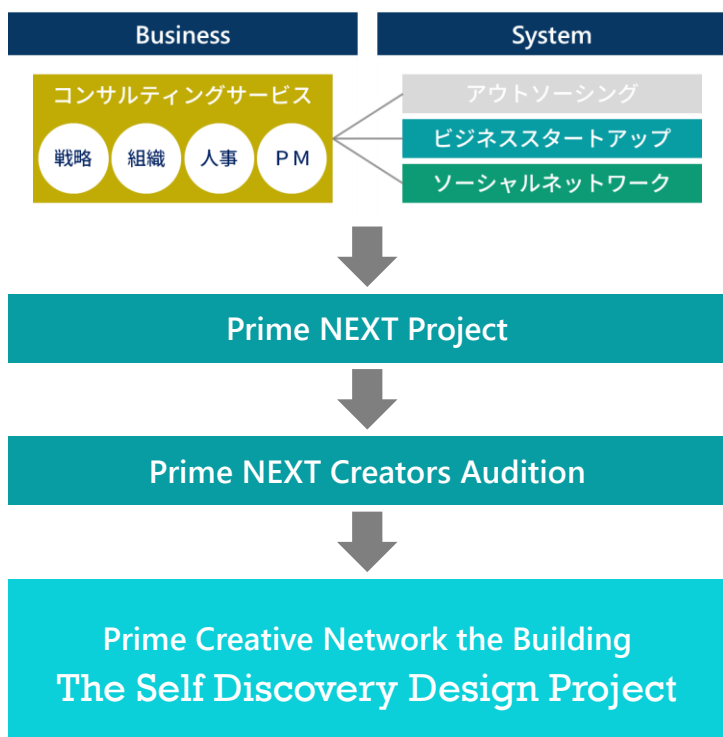 Business
System
コンサルティングサービス
戦略
組織
人事
PM
アウトソーシング
ビジネススタートアップ
ソーシャルネットワーク
Prime NEXT Project
Prime NEXT Creators Audition
Prime Creative Network the Building
The Self Discovery Design Project